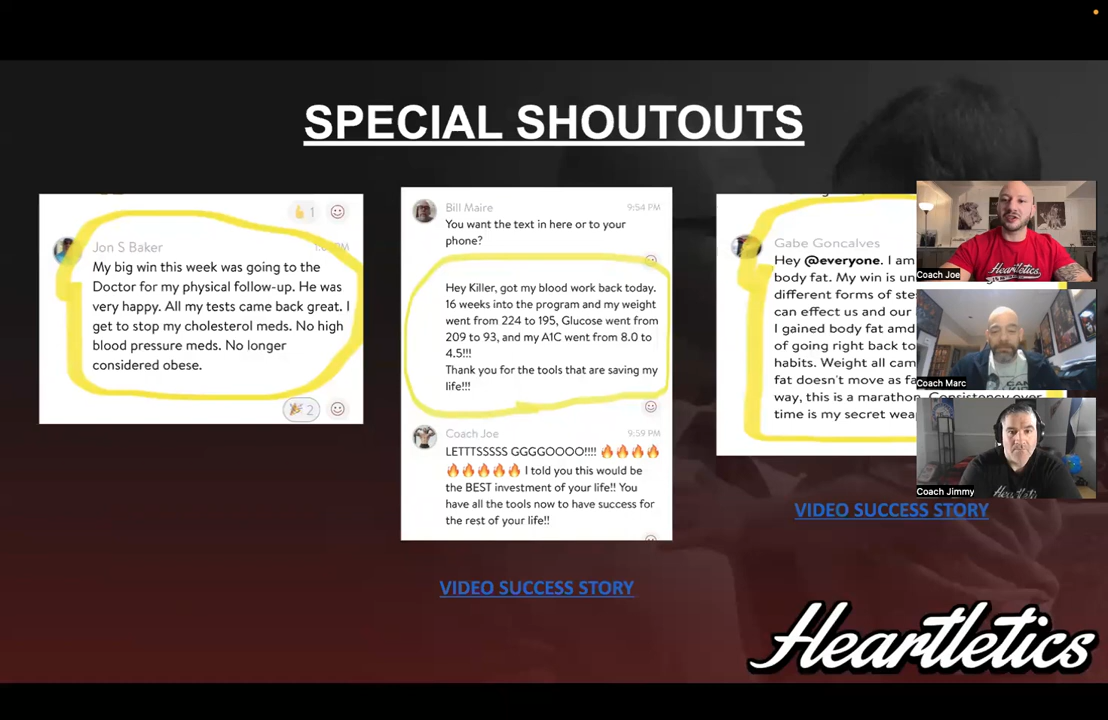 SPECIAL SHOUTOUTS
1
Jon S Baker
My big win this week was going to the
Doctor for my physical follow-up. He was
very happy. All my tests came back great. I
get to stop my cholesterol meds. No high
blood pressure meds. No longer
considered obese.
2
Bill Maire
9:54 PM
You want the text in here or to your
phone?
Hey Killer, got my blood work back today.
16 weeks into the program and my weight
went from 224 to 195, Glucose went from
209 to 93, and my A1C went from 8.0 to
4.5!!!
Thank you for the tools that are saving my
life!!!
Coach Joe
9:59 PM
LETTTSSSSS GGGGOOOO!!!! 🔥🔥🔥🔥
🔥🔥🔥🔥🔥 I told you this would be
the BEST investment of your life!! You
have all the tools now to have success for
the rest of your life!!
VIDEO SUCCESS STORY
Gabe Goncalves
Hey @everyone. I am
body fat. My win is un
different forms of ste
can effect us and our
I gained body fat amd
of going right back to
habits. Weight all cam
fat doesn't move as fa
way, this is a marathon. Consistency over
time is my secret wea
VIDEO SUCCESS STORY
Heartletics
Coach Joe
Heartletics
Coach Marc
Coach Jimmy
Heartletics